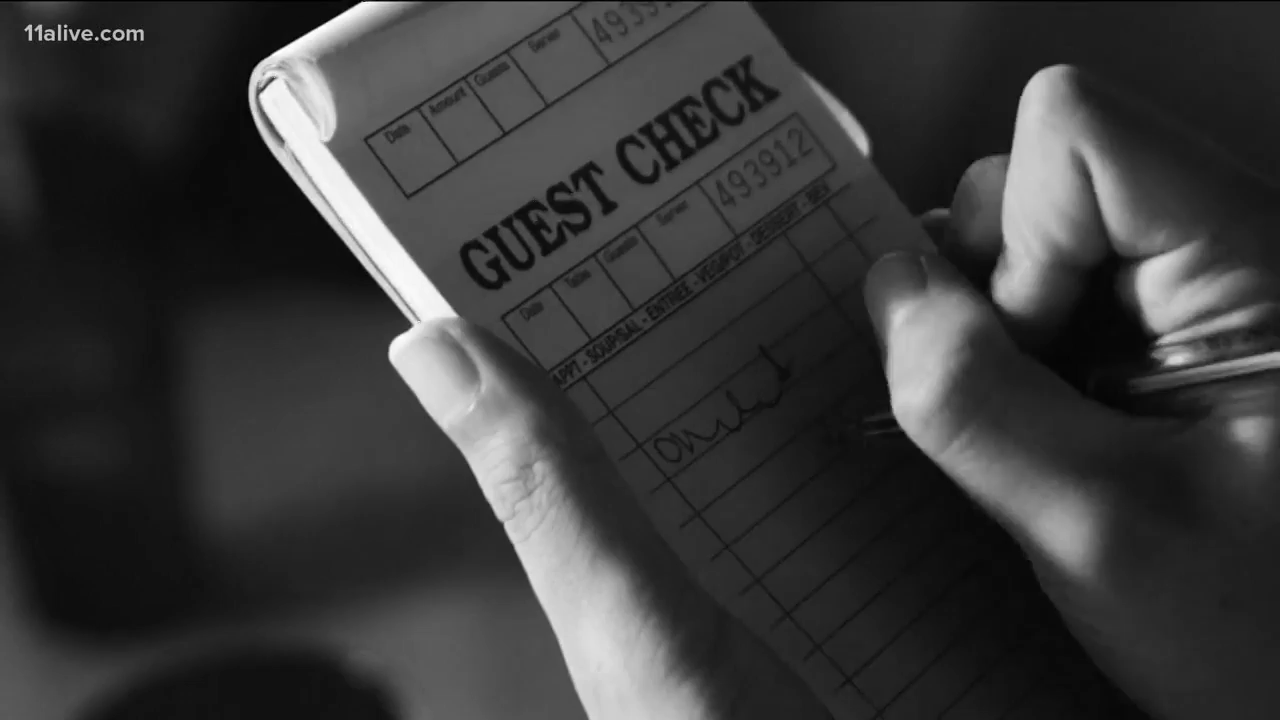 11alive.com
Date Amount Guests Server 493912
GUEST CHECK
Date Table Guests Server 493912
APPT - SOUP/SAL - ENTREE - VEG/POT - DESSERT - BEV